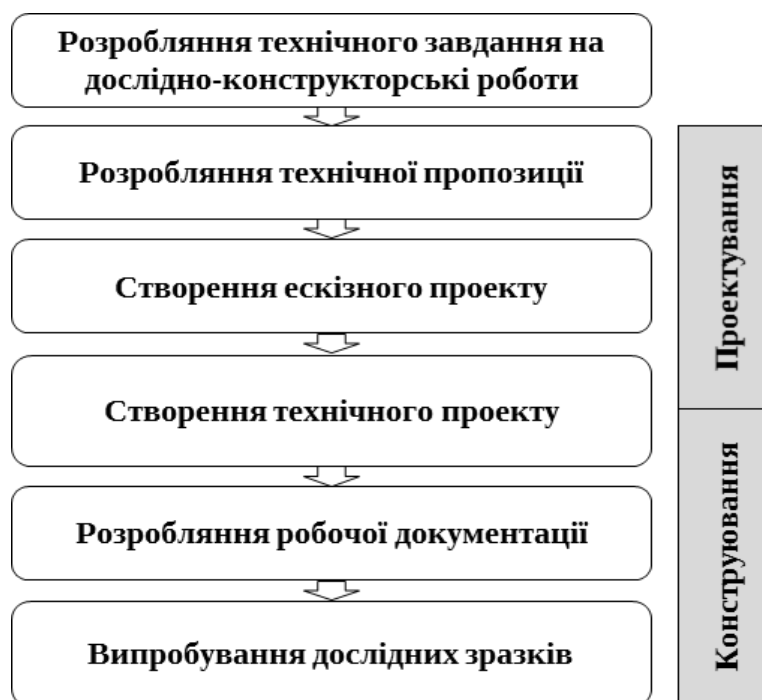 Розробляння технічного завдання на
дослідно-конструкторські роботи
Розробляння технічної пропозиції
Створення ескізного проекту
Створення технічного проекту
Розробляння робочої документації
Випробування дослідних зразків
Проектування
Конструювання